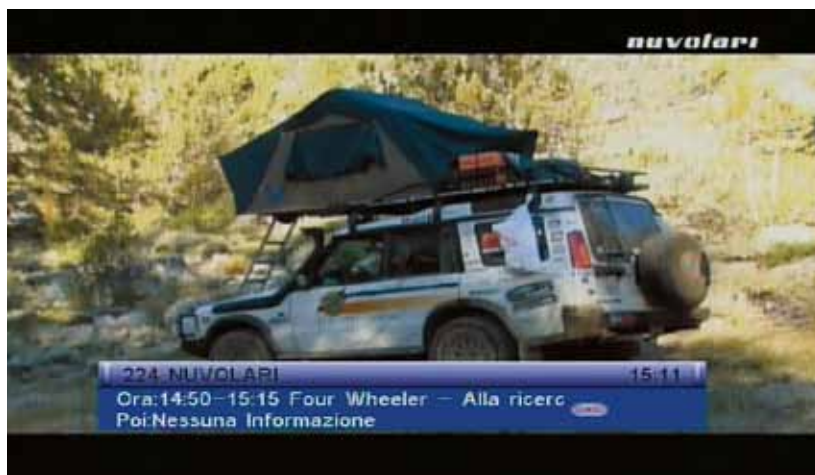 nuvolari
224 NUVOLARI 15:11
Ora:14:50-15:15 Four Wheeler - Alla ricerc
Poi:Nessuna Informazione